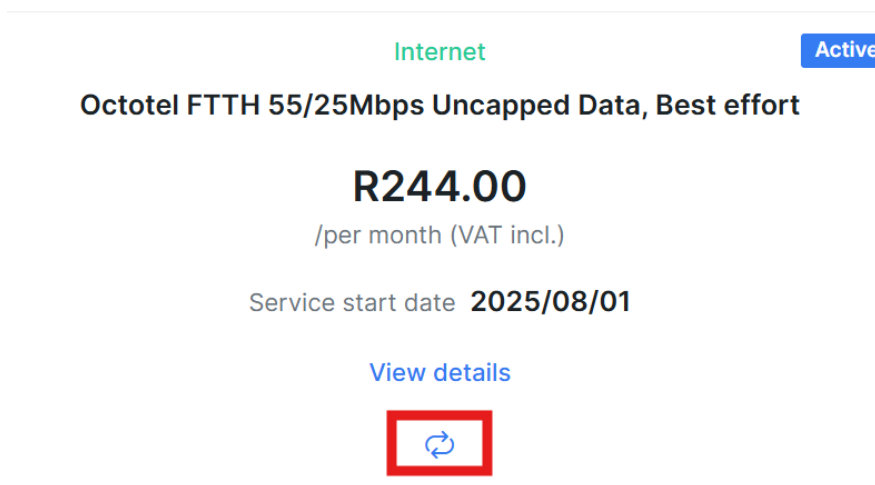 Internet
Active
Octotel FTTH 55/25Mbps Uncapped Data, Best effort
R244.00
/per month (VAT incl.)
Service start date 2025/08/01
View details